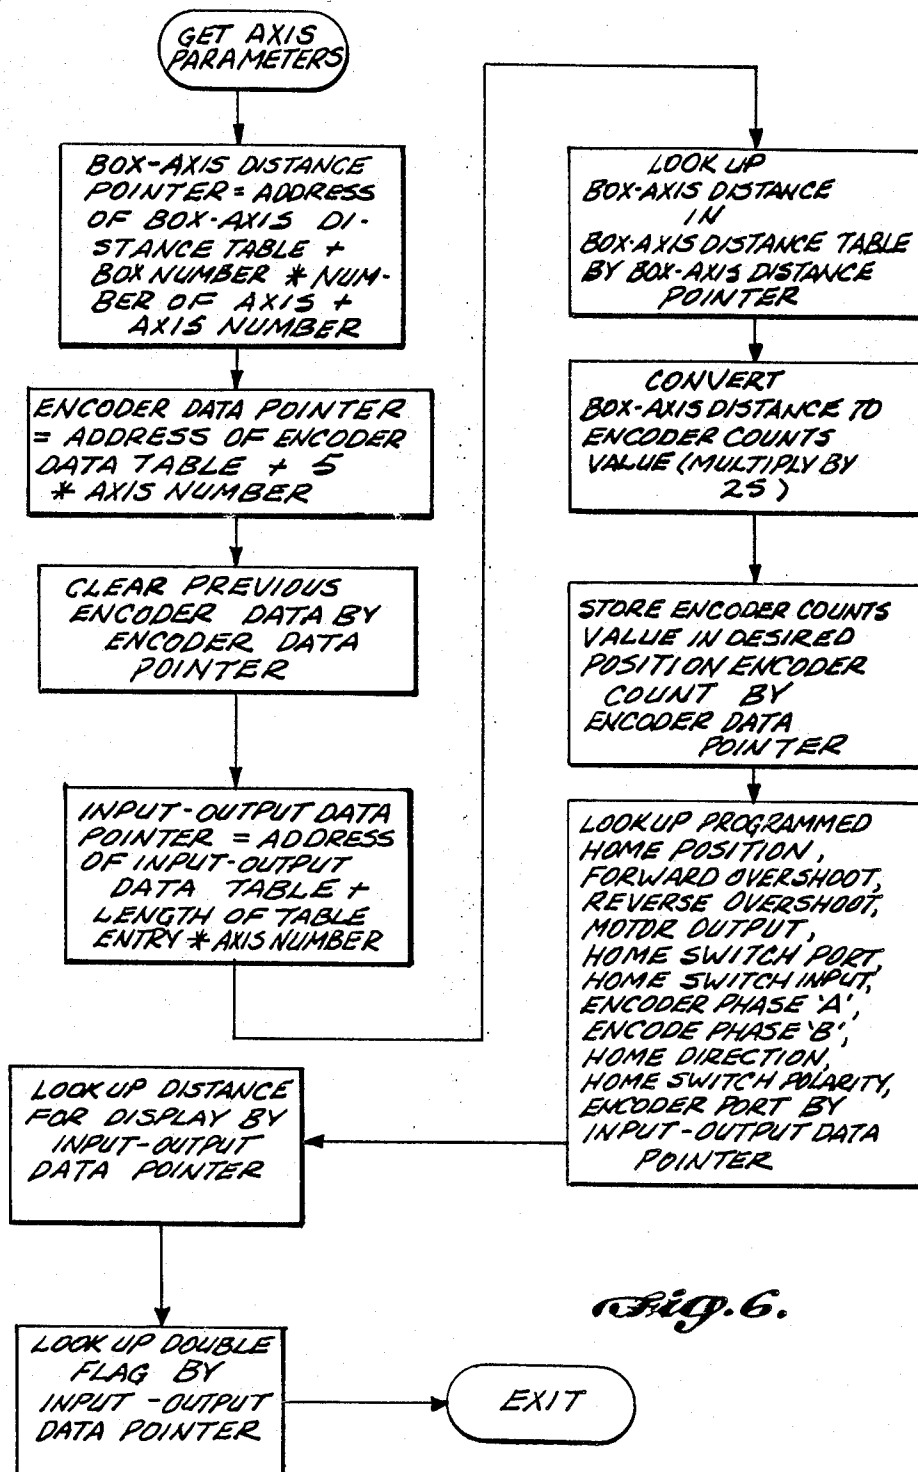 GET AXIS
PARAMETERS
BOX-AXIS DISTANCE
POINTER = ADDRESS
OF BOX-AXIS DI-
STANCE TABLE +
BOX NUMBER * NUM-
BER OF AXIS +
AXIS NUMBER
ENCODER DATA POINTER
= ADDRESS OF ENCODER
DATA TABLE + 5
* AXIS NUMBER
CLEAR PREVIOUS
ENCODER DATA BY
ENCODER DATA
POINTER
INPUT-OUTPUT DATA
POINTER = ADDRESS
OF INPUT-OUTPUT
DATA TABLE +
LENGTH OF TABLE
ENTRY * AXIS NUMBER
LOOK UP
BOX-AXIS DISTANCE
IN
BOX-AXIS DISTANCE TABLE
BY BOX-AXIS DISTANCE
POINTER
CONVERT
BOX-AXIS DISTANCE TO
ENCODER COUNTS
VALUE (MULTIPLY BY
25)
STORE ENCODER COUNTS
VALUE IN DESIRED
POSITION ENCODER
COUNT BY
ENCODER DATA
POINTER
LOOKUP PROGRAMMED
HOME POSITION,
FORWARD OVERSHOOT,
REVERSE OVERSHOOT,
MOTOR OUTPUT,
HOME SWITCH PORT,
HOME SWITCH INPUT,
ENCODER PHASE 'A',
ENCODE PHASE 'B',
HOME DIRECTION,
HOME SWITCH POLARITY,
ENCODER PORT BY
INPUT-OUTPUT DATA
POINTER
LOOK UP DISTANCE
FOR DISPLAY BY
INPUT-OUTPUT
DATA POINTER
LOOK UP DOUBLE
FLAG BY
INPUT-OUTPUT
DATA POINTER
EXIT
Fig. 6.